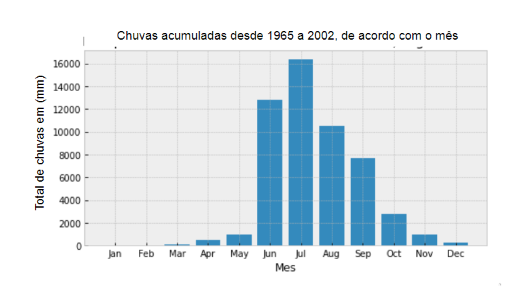 Chuvas acumuladas desde 1965 a 2002, de acordo com o mês
Total de chuvas em (mm)
16000
14000
12000
10000
8000
6000
4000
2000
0
Jan Feb Mar Apr May Jun Jul Aug Sep Oct Nov Dec
Mes